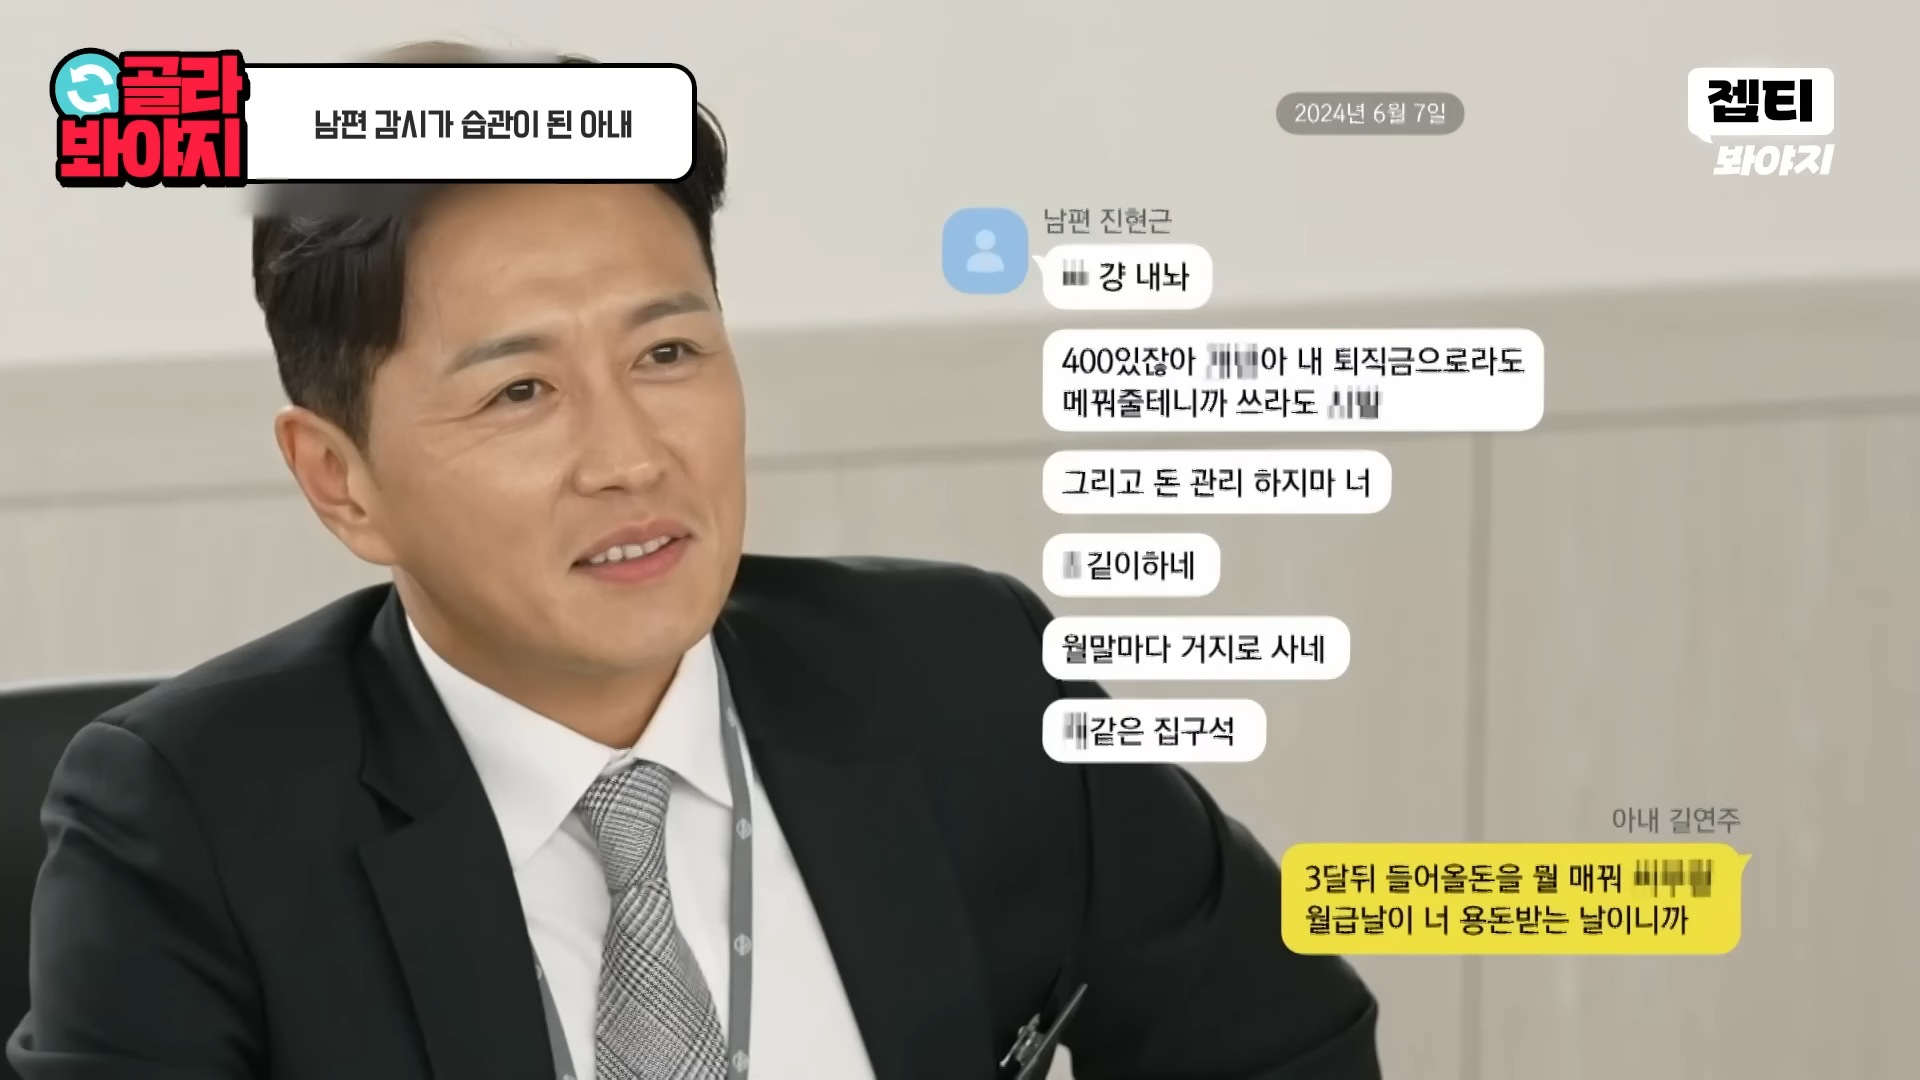 골라
봐야지
남편 감시가 습관이 된 아내
젭티
봐야지
2024년 6월 7일
남편 진현근
걍 내놔
400있잖아 아 내 퇴직금으로라도
메꿔줄테니까 쓰라도
그리고 돈 관리 하지마 너
깉이하네
월말마다 거지로 사네
같은 집구석
아내 길연주
3달뒤 들어올돈을 뭘 매꿔
월급날이 너 용돈받는 날이니까